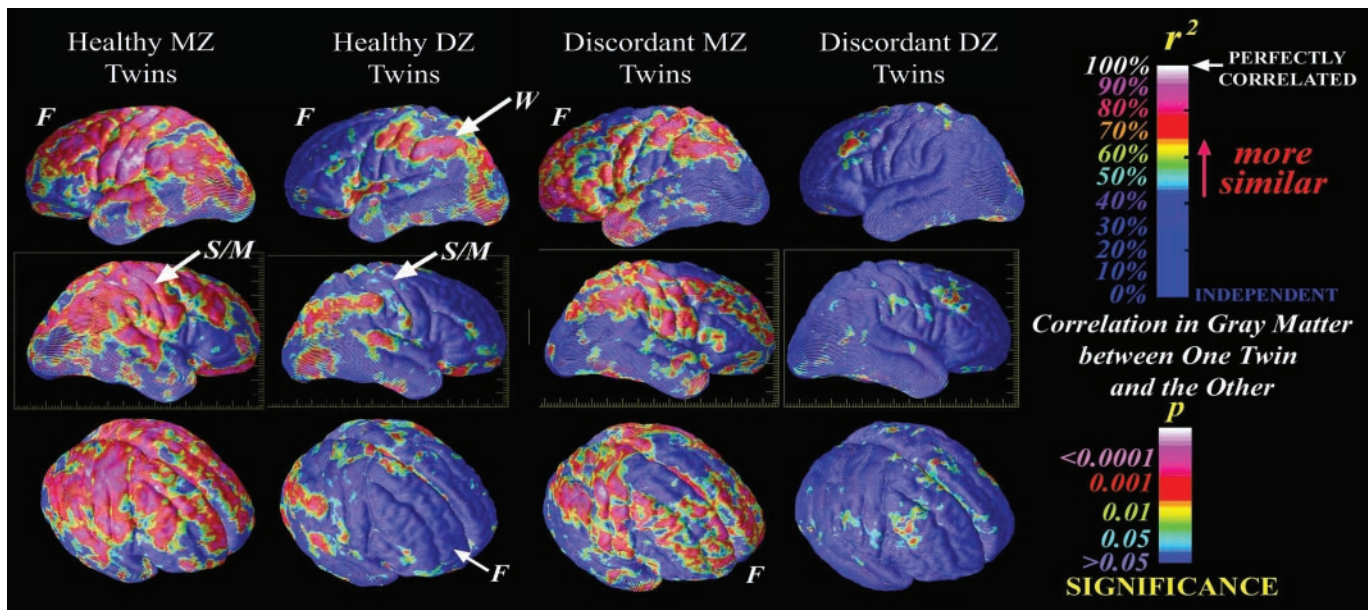 Healthy MZ
Twins
Healthy DZ
Twins
Discordant MZ
Twins
Discordant DZ
Twins
F
F
W
F
S/M
S/M
F
F
r²
100%
90%
80%
70%
60%
50%
40%
30%
20%
10%
0%
PERFECTLY
CORRELATED
more
similar
INDEPENDENT
Correlation in Gray Matter
between One Twin
and the Other
p
<0.0001
0.001
0.01
0.05
>0.05
SIGNIFICANCE